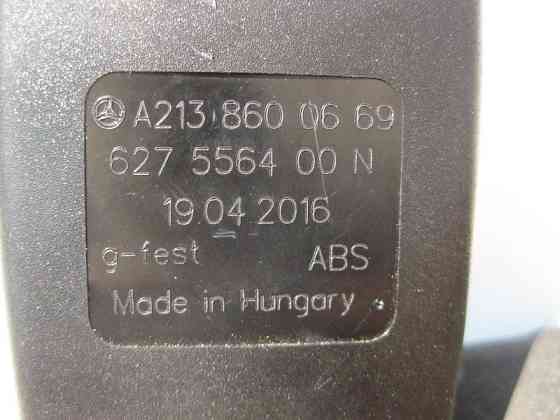 A213 860 06 69
627 5564 00 N
19.04.2016
g-fest ABS
Made in Hungary